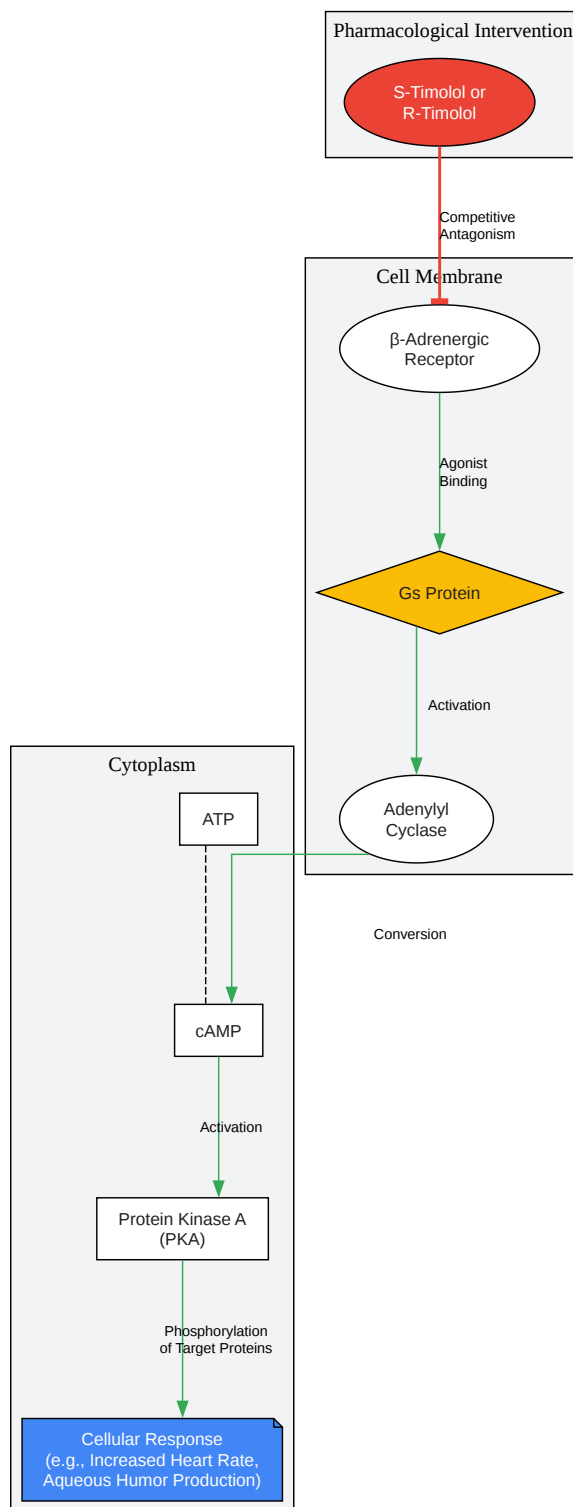 Pharmacological Intervention
S-Timolol or
R-Timolol
Competitive
Antagonism
Cell Membrane
β-Adrenergic
Receptor
Agonist
Binding
Gs Protein
Activation
Adenylyl
Cyclase
Conversion
Cytoplasm
ATP
cAMP
Activation
Protein Kinase A
(PKA)
Phosphorylation
of Target Proteins
Cellular Response
(e.g., Increased Heart Rate,
Aqueous Humor Production)